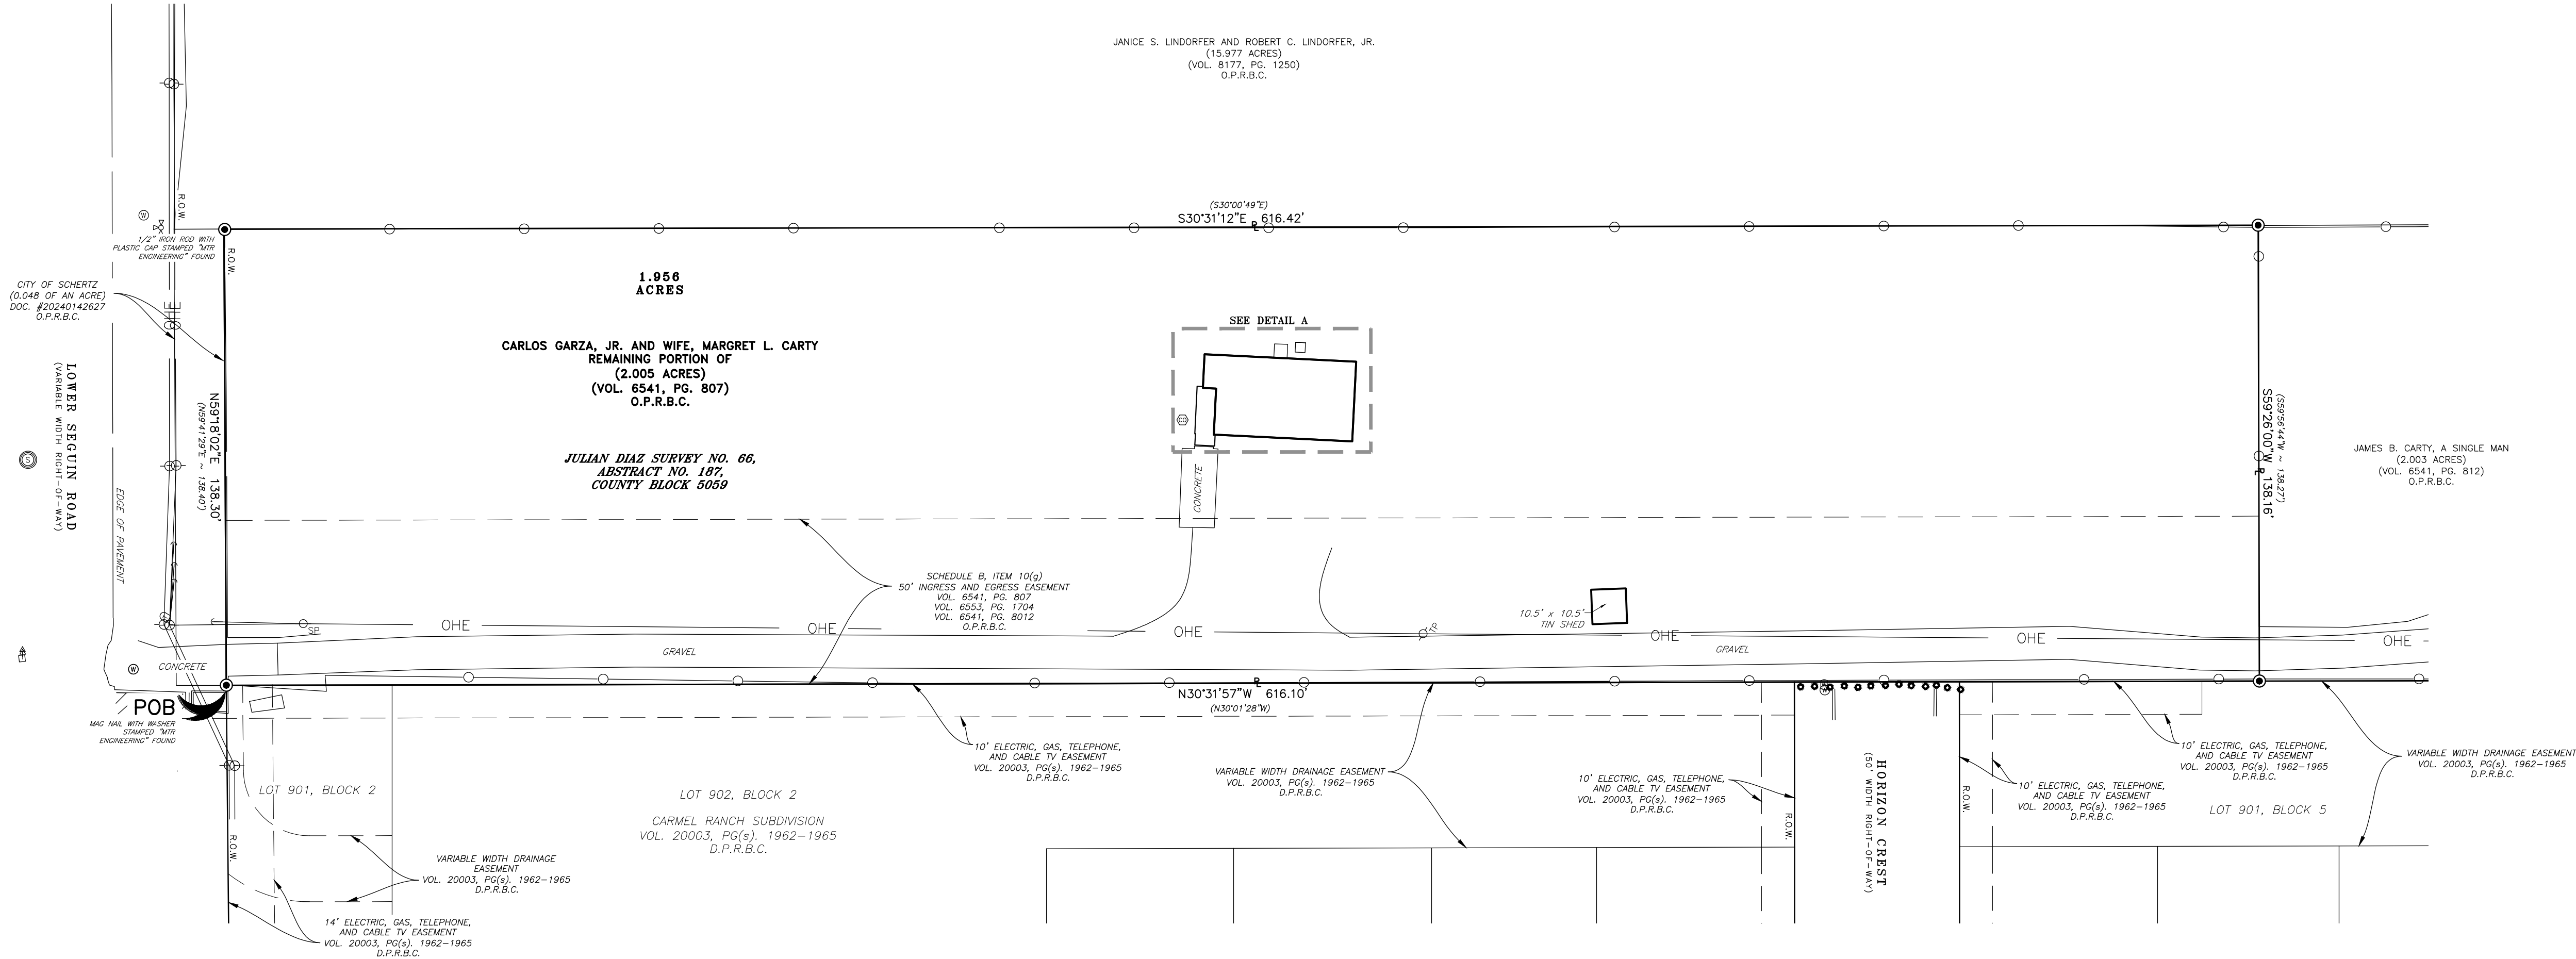 JANICE S. LINDORFER AND ROBERT C. LINDORFER, JR.
(15.977 ACRES)
(VOL. 8177, PG. 1250)
O.P.R.B.C.
R.O.W.
W
1/2" IRON ROD WITH
PLASTIC CAP STAMPED "MTR
ENGINEERING" FOUND
R.O.W.
(S30°00'49"E)
S30°31'12"E 616.42'
CITY OF SCHERTZ
(0.048 OF AN ACRE)
DOC. #20240142627
O.P.R.B.C.
1.956
ACRES
CARLOS GARZA, JR. AND WIFE, MARGRET L. CARTY
REMAINING PORTION OF
(2.005 ACRES)
(VOL. 6541, PG. 807)
O.P.R.B.C.
JULIAN DIAZ SURVEY NO. 66,
ABSTRACT NO. 187,
COUNTY BLOCK 5059
SEE DETAIL A
CO
CONCRETE
LOWER SEGUIN ROAD
(VARIABLE WIDTH RIGHT-OF-WAY)
S
EDGE OF PAVEMENT
N59°18'02"E 138.30'
(N59°41'29"E ~ 138.40')
(S59°56'44"W ~ 138.27')
S59°26'00"W 138.16'
JAMES B. CARTY, A SINGLE MAN
(2.003 ACRES)
(VOL. 6541, PG. 812)
O.P.R.B.C.
SCHEDULE B, ITEM 10(g)
50' INGRESS AND EGRESS EASEMENT
VOL. 6541, PG. 807
VOL. 6553, PG. 1704
VOL. 6541, PG. 8012
O.P.R.B.C.
10.5' x 10.5'
TIN SHED
SP
OHE
OHE
OHE
TP
OHE
OHE
OHE
GRAVEL
GRAVEL
CONCRETE
W
POB
MAG NAIL WITH WASHER
STAMPED "MTR
ENGINEERING" FOUND
N30°31'57"W 616.10'
(N30°01'28"W)
W
10' ELECTRIC, GAS, TELEPHONE,
AND CABLE TV EASEMENT
VOL. 20003, PG(s). 1962-1965
D.P.R.B.C.
VARIABLE WIDTH DRAINAGE EASEMENT
VOL. 20003, PG(s). 1962-1965
D.P.R.B.C.
10' ELECTRIC, GAS, TELEPHONE,
AND CABLE TV EASEMENT
VOL. 20003, PG(s). 1962-1965
D.P.R.B.C.
R.O.W.
HORIZON CREST
(50' WIDTH RIGHT-OF-WAY)
R.O.W.
10' ELECTRIC, GAS, TELEPHONE,
AND CABLE TV EASEMENT
VOL. 20003, PG(s). 1962-1965
D.P.R.B.C.
10' ELECTRIC, GAS, TELEPHONE,
AND CABLE TV EASEMENT
VOL. 20003, PG(s). 1962-1965
D.P.R.B.C.
VARIABLE WIDTH DRAINAGE EASEMENT
VOL. 20003, PG(s). 1962-1965
D.P.R.B.C.
LOT 901, BLOCK 5
LOT 901, BLOCK 2
LOT 902, BLOCK 2
CARMEL RANCH SUBDIVISION
VOL. 20003, PG(s). 1962-1965
D.P.R.B.C.
R.O.W.
VARIABLE WIDTH DRAINAGE
EASEMENT
VOL. 20003, PG(s). 1962-1965
D.P.R.B.C.
14' ELECTRIC, GAS, TELEPHONE,
AND CABLE TV EASEMENT
VOL. 20003, PG(s). 1962-1965
D.P.R.B.C.